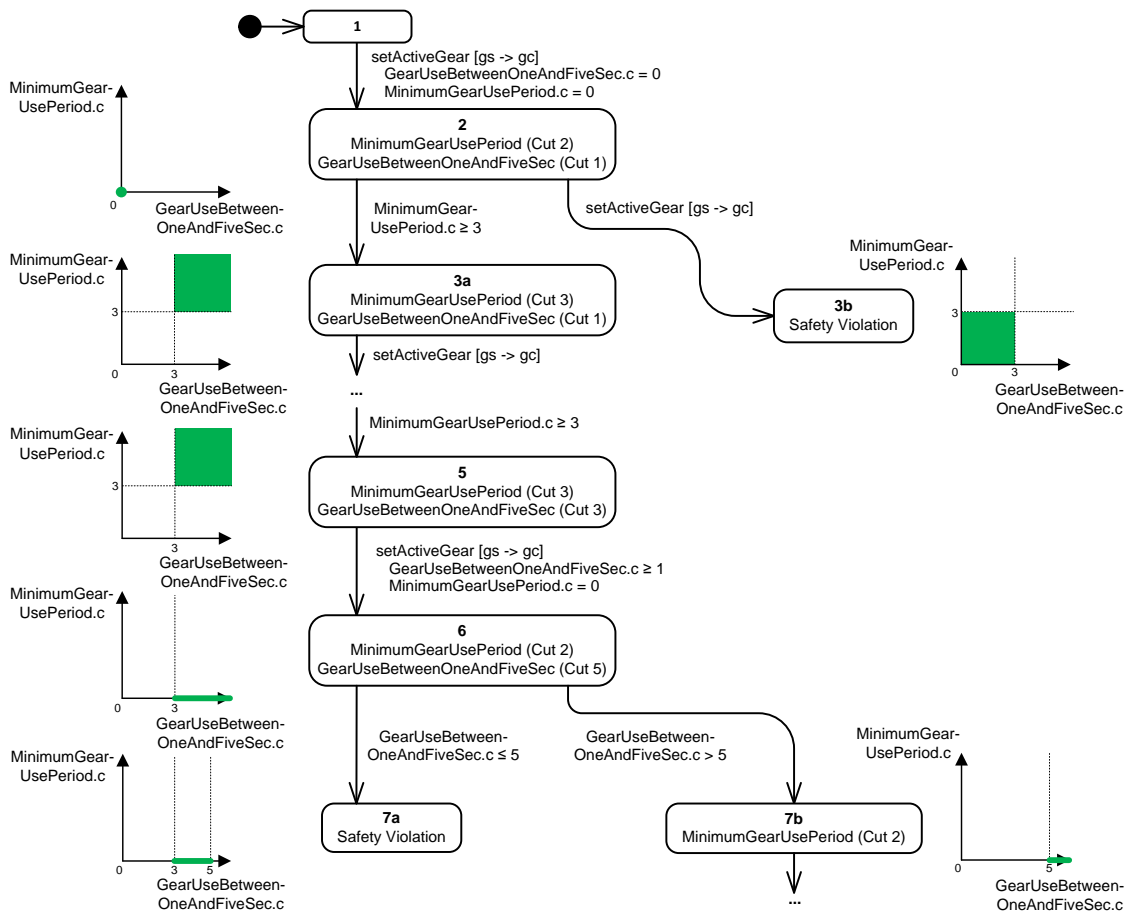 1
setActiveGear [gs -> gc]
GearUseBetweenOneAndFiveSec.c = 0
MinimumGearUsePeriod.c = 0
MinimumGear-
UsePeriod.c
0
GearUseBetween-
OneAndFiveSec.c
2
MinimumGearUsePeriod (Cut 2)
GearUseBetweenOneAndFiveSec (Cut 1)
MinimumGear-
UsePeriod.c ≥ 3
setActiveGear [gs -> gc]
MinimumGear-
UsePeriod.c
3
0
3
GearUseBetween-
OneAndFiveSec.c
3a
MinimumGearUsePeriod (Cut 3)
GearUseBetweenOneAndFiveSec (Cut 1)
3b
Safety Violation
MinimumGear-
UsePeriod.c
3
0
3
GearUseBetween-
OneAndFiveSec.c
setActiveGear [gs -> gc]
...
MinimumGearUsePeriod.c ≥ 3
MinimumGear-
UsePeriod.c
3
3
GearUseBetween-
OneAndFiveSec.c
5
MinimumGearUsePeriod (Cut 3)
GearUseBetweenOneAndFiveSec (Cut 3)
setActiveGear [gs -> gc]
GearUseBetweenOneAndFiveSec.c ≥ 1
MinimumGearUsePeriod.c = 0
MinimumGear-
UsePeriod.c
0
3
GearUseBetween-
OneAndFiveSec.c
6
MinimumGearUsePeriod (Cut 2)
GearUseBetweenOneAndFiveSec (Cut 5)
GearUseBetween-
OneAndFiveSec.c ≤ 5
GearUseBetween-
OneAndFiveSec.c > 5
MinimumGear-
UsePeriod.c
0
3
5
GearUseBetween-
OneAndFiveSec.c
7a
Safety Violation
7b
MinimumGearUsePeriod (Cut 2)
...
MinimumGear-
UsePeriod.c
0
5
GearUseBetween-
OneAndFiveSec.c